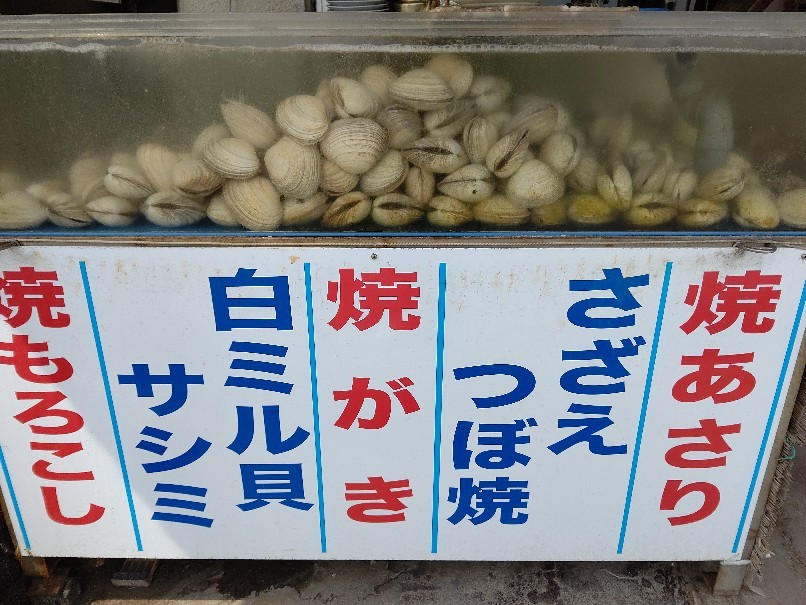 焼あさり
さざえ
つぼ焼
焼がき
白ミル貝
サシミ
焼もろこし